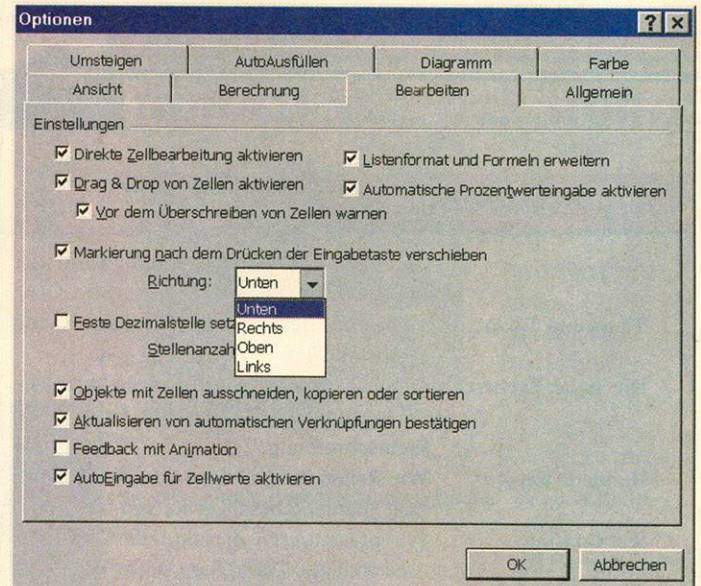 Optionen
Umsteigen AutoAusfüllen Diagramm Farbe
Ansicht Berechnung Bearbeiten Allgemein
Einstellungen
Direkte Zellbearbeitung aktivieren
Listenformat und Formeln erweitern
Drag & Drop von Zellen aktivieren
Automatische Prozentwerteingabe aktivieren
Vor dem Überschreiben von Zellen warnen
Markierung nach dem Drücken der Eingabetaste verschieben
Richtung: Unten
Unten
Rechts
Oben
Links
Feste Dezimalstelle setz
Stellenanzah
Objekte mit Zellen ausschneiden, kopieren oder sortieren
Aktualisieren von automatischen Verknüpfungen bestätigen
Feedback mit Animation
AutoEingabe für Zellwerte aktivieren
OK Abbrechen